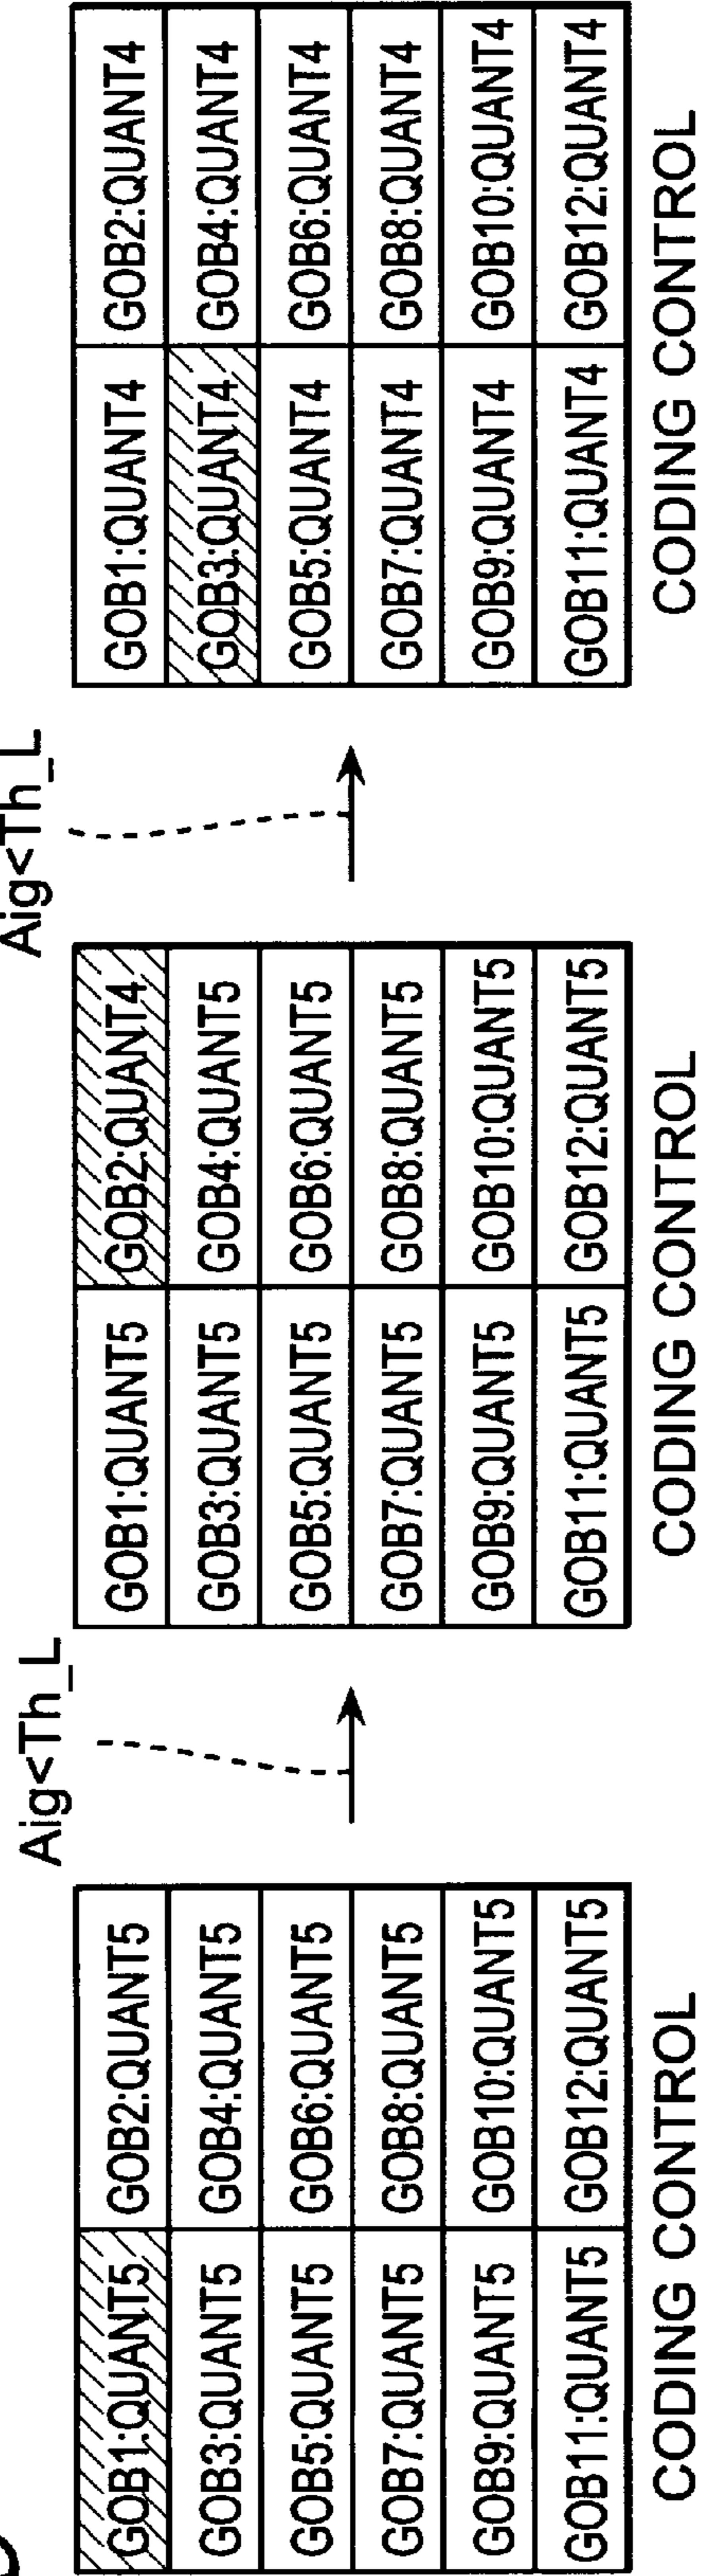 Aig<Th_L
Aig<Th_L
GOB1:QUANT5 GOB2:QUANT5
GOB3:QUANT5 GOB4:QUANT5
GOB5:QUANT5 GOB6:QUANT5
GOB7:QUANT5 GOB8:QUANT5
GOB9:QUANT5 GOB10:QUANT5
GOB11:QUANT5 GOB12:QUANT5
CODING CONTROL
GOB1:QUANT5 GOB2:QUANT4
GOB3:QUANT5 GOB4:QUANT5
GOB5:QUANT5 GOB6:QUANT5
GOB7:QUANT5 GOB8:QUANT5
GOB9:QUANT5 GOB10:QUANT5
GOB11:QUANT5 GOB12:QUANT5
CODING CONTROL
GOB1:QUANT4 GOB2:QUANT4
GOB3:QUANT4 GOB4:QUANT4
GOB5:QUANT4 GOB6:QUANT4
GOB7:QUANT4 GOB8:QUANT4
GOB9:QUANT4 GOB10:QUANT4
GOB11:QUANT4 GOB12:QUANT4
CODING CONTROL